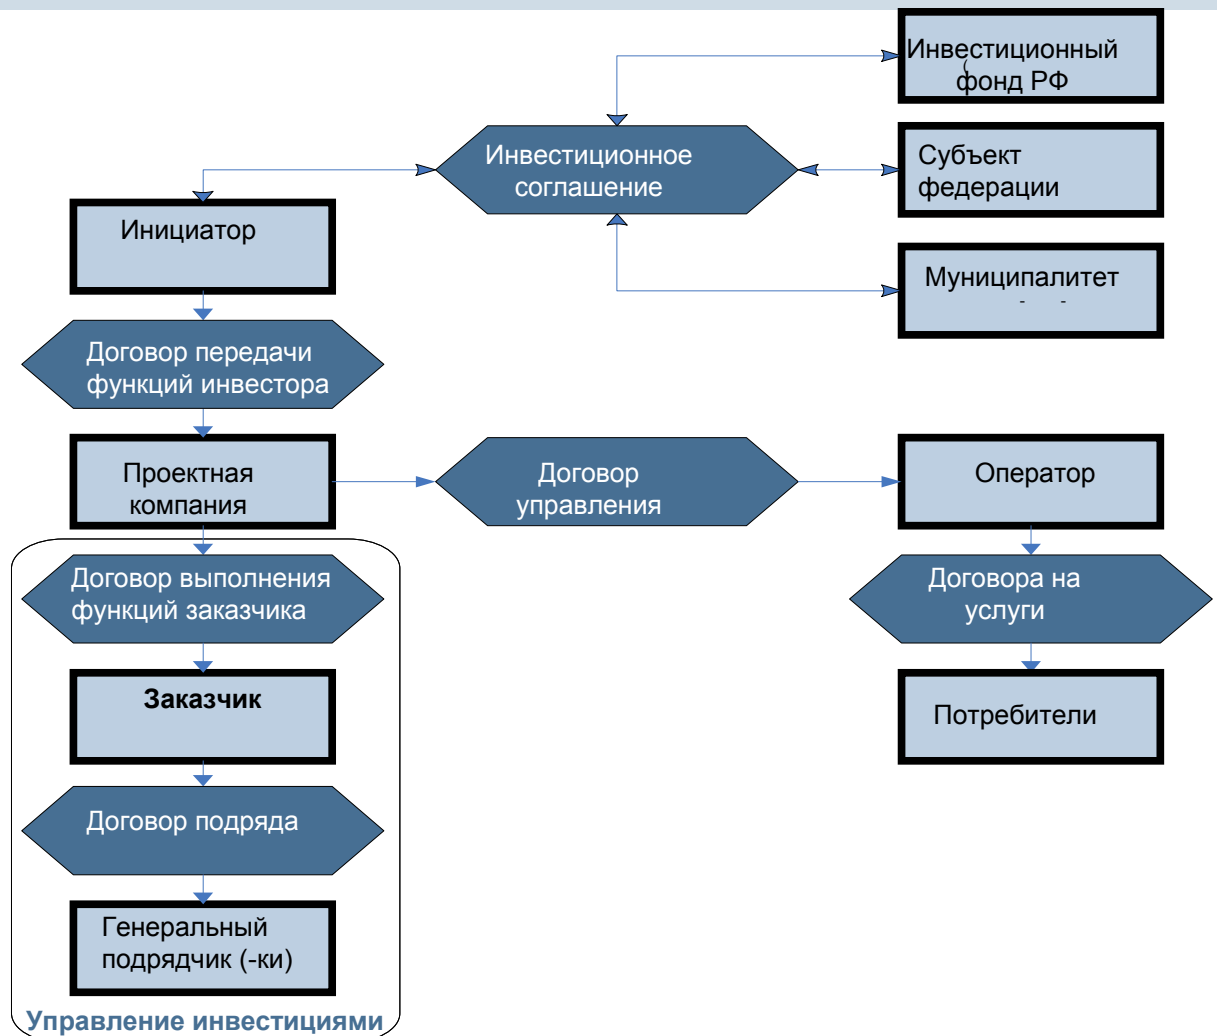 Инвестиционный
фонд РФ
Инвестиционное
соглашение
Субъект
федерации
Инициатор
Муниципалитет
Договор передачи
функций инвестора
Проектная
компания
Договор
управления
Оператор
Договор выполнения
функций заказчика
Договора на
услуги
Заказчик
Потребители
Договор подряда
Генеральный
подрядчик (-ки)
Управление инвестициями